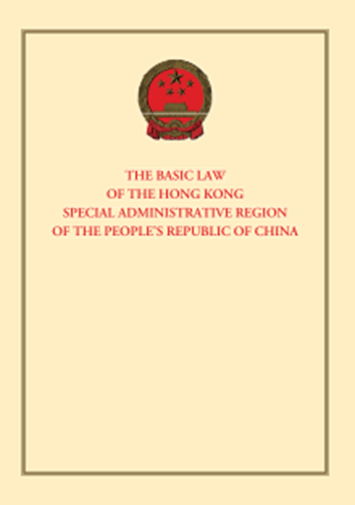 THE BASIC LAW
OF THE HONG KONG
SPECIAL ADMINISTRATIVE REGION
OF THE PEOPLE'S REPUBLIC OF CHINA